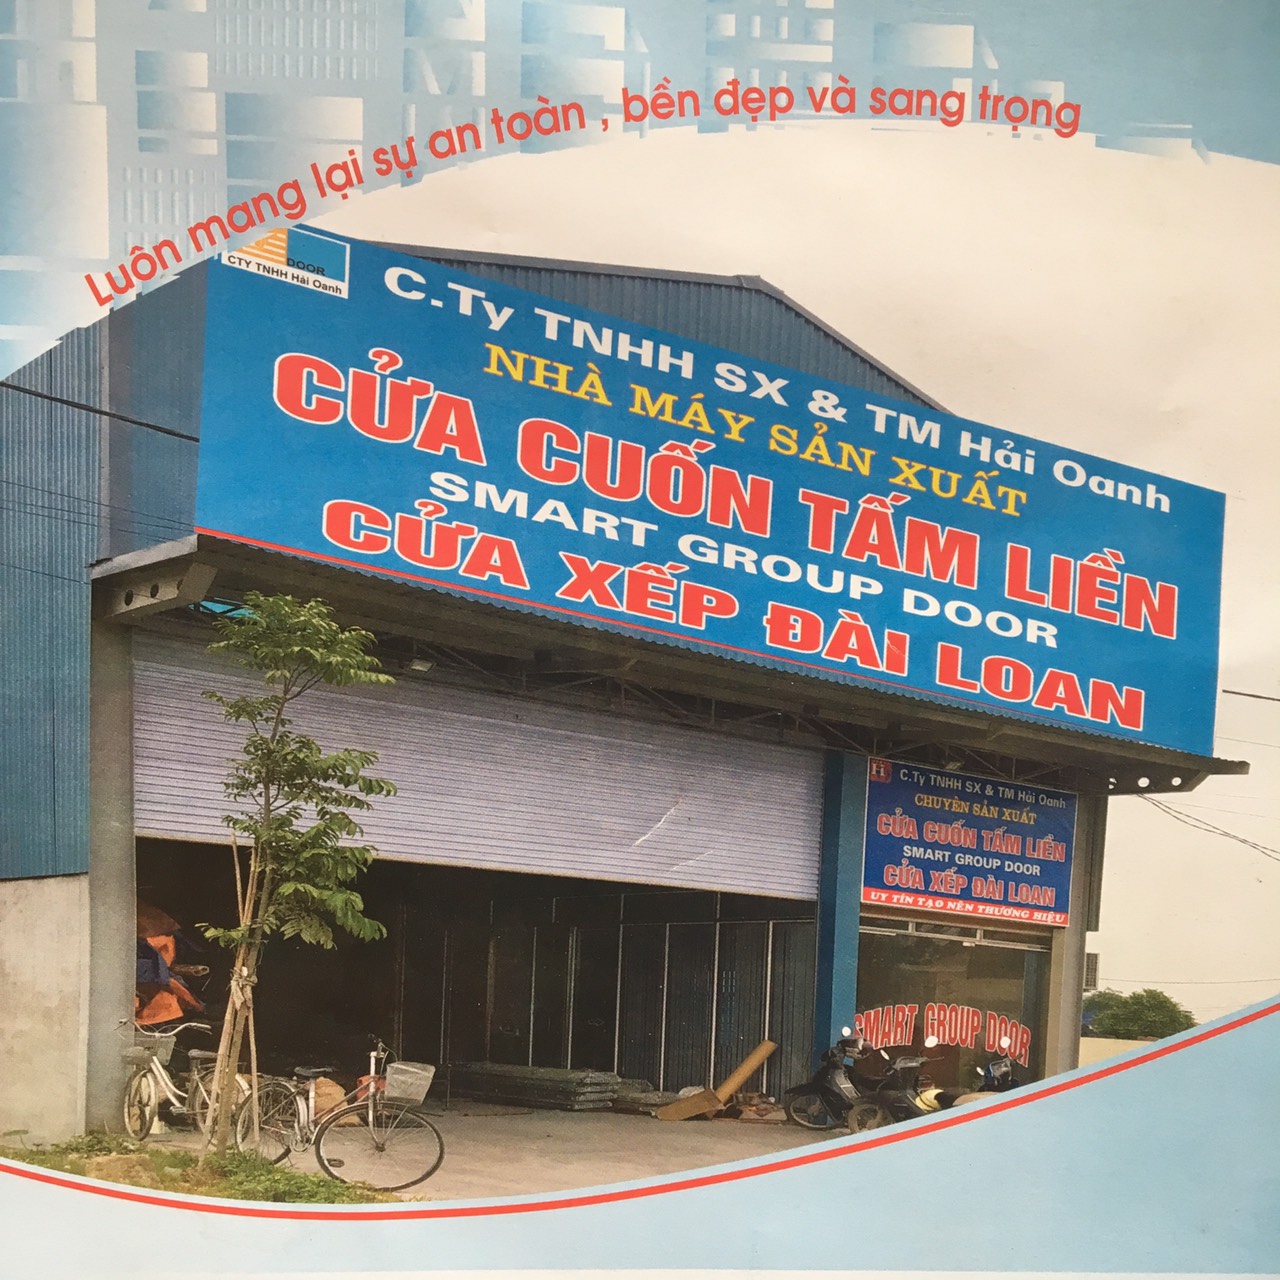 Luôn mang lại sự an toàn , bền đẹp và sang trọng
DOOR
CTY TNHH Hải Oanh
C.Ty TNHH SX & TM Hải Oanh
NHÀ MÁY SẢN XUẤT
CỬA CUỐN TẤM LIỀN
SMART GROUP DOOR
CỬA XẾP ĐÀI LOAN
C.Ty TNHH SX & TM Hải Oanh
CHUYÊN SẢN XUẤT
CỬA CUỐN TẤM LIỀN
SMART GROUP DOOR
CỬA XẾP ĐÀI LOAN
UY TÍN TẠO NÊN THƯƠNG HIỆU
SMART GROUP DOOR